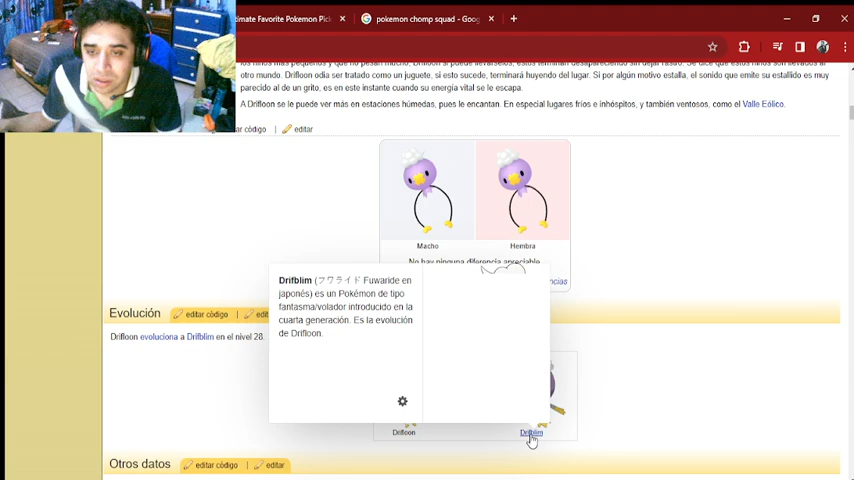 timate Favorite Pokemon Pick
pokemon chomp squad - Goog
los niños más pequeños y que no pesan mucho, Drifloon sí puede llevárselos, estos terminan desapareciendo sin dejar rastro. Se dice que estos niños son llevados al
otro mundo. Drifloon odia ser tratado como un juguete, si esto sucede, terminará huyendo del lugar. Si por algún motivo estalla, el sonido que emite su estallido es muy
parecido al de un grito, es en este instante cuando su energía vital se le escapa.
A Drifloon se le puede ver más en estaciones húmedas, pues le encantan. En especial lugares fríos e inhóspitos, y también ventosos, como el Valle Eólico.
ar código | editar
Macho
Hembra
No hay ninguna diferencia apreciable
ncias
Drifblim (フワライド Fuwaride en
japonés) es un Pokémon de tipo
fantasma/volador introducido en la
cuarta generación. Es la evolución
de Drifloon.
Evolución
editar código | edit
Drifloon evoluciona a Drifblim en el nivel 28.
Drifloon
Drifblim
Otros datos
editar código | editar